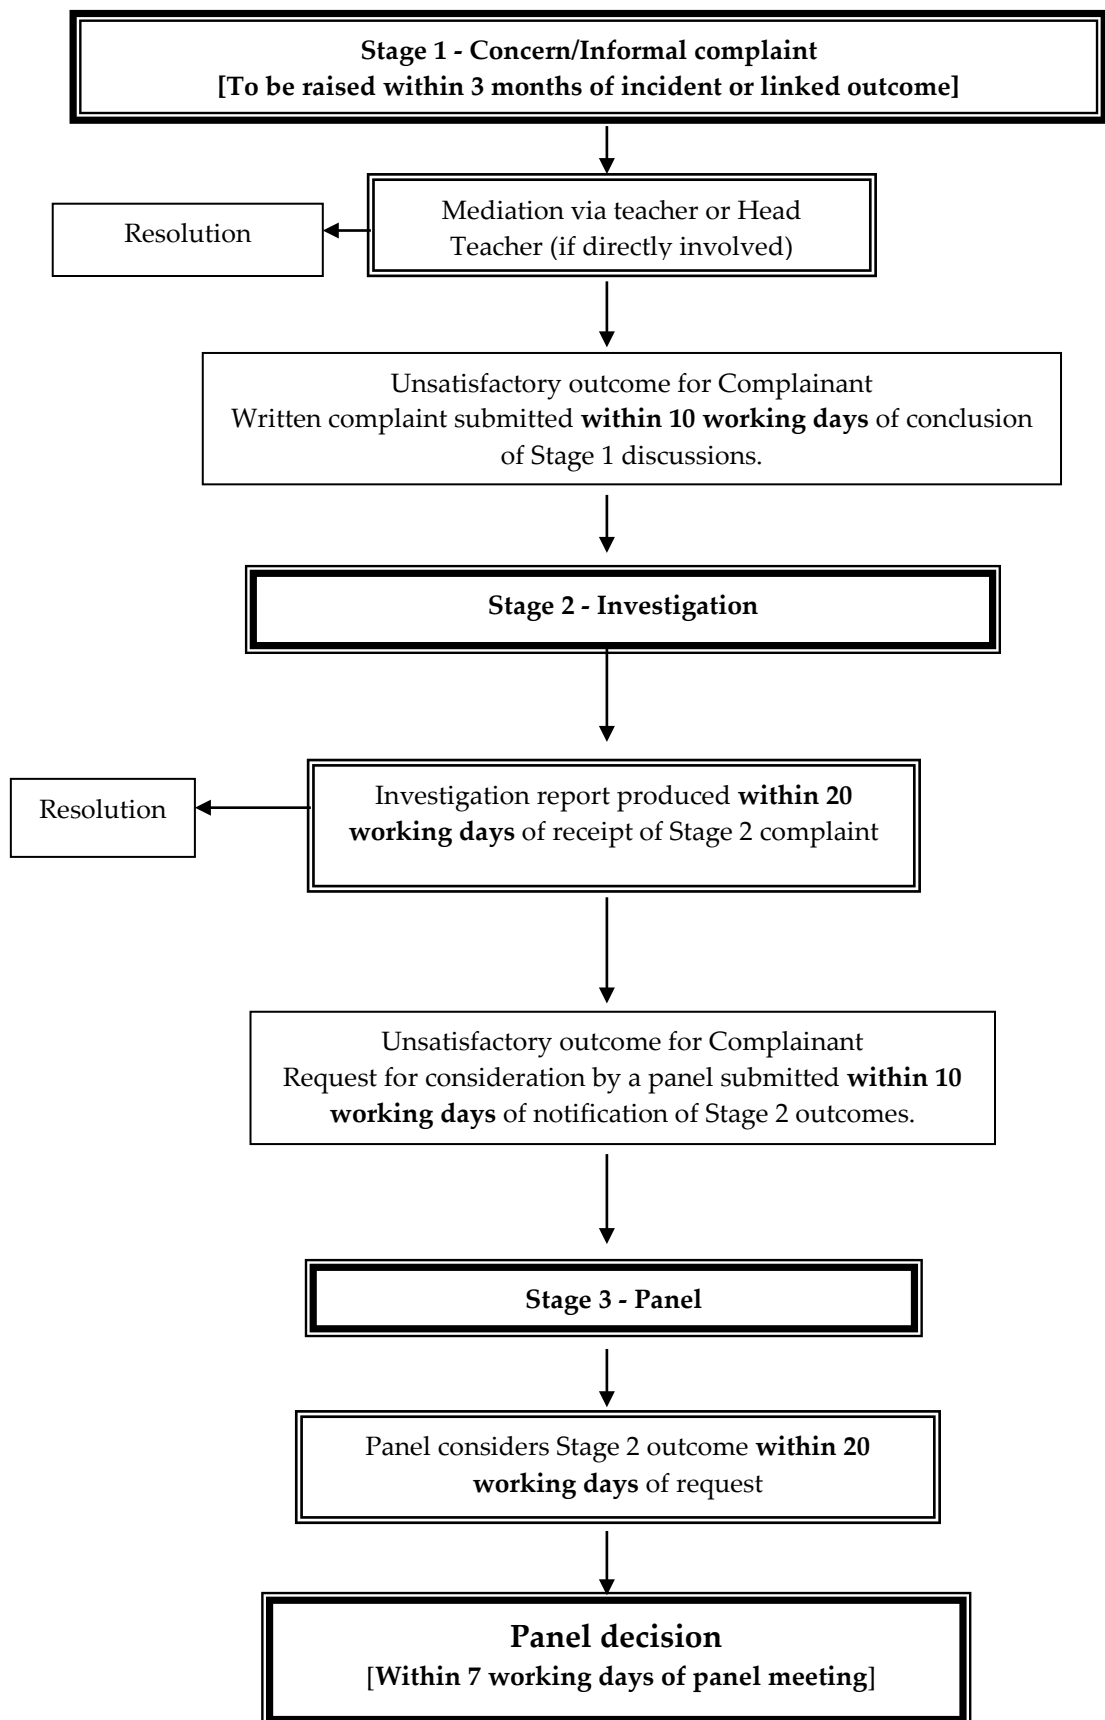 Stage 1 - Concern/Informal complaint
[To be raised within 3 months of incident or linked outcome]
Mediation via teacher or Head
Teacher (if directly involved)
Resolution
Unsatisfactory outcome for Complainant
Written complaint submitted within 10 working days of conclusion
of Stage 1 discussions.
Stage 2 - Investigation
Investigation report produced within 20
working days of receipt of Stage 2 complaint
Resolution
Unsatisfactory outcome for Complainant
Request for consideration by a panel submitted within 10
working days of notification of Stage 2 outcomes.
Stage 3 - Panel
Panel considers Stage 2 outcome within 20
working days of request
Panel decision
[Within 7 working days of panel meeting]